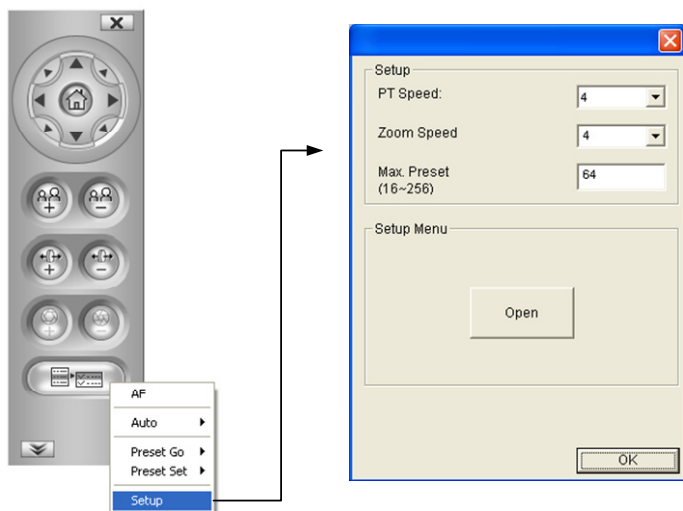 AF
Auto
Preset Go
Preset Set
Setup
Setup
PT Speed:
4
Zoom Speed
4
Max. Preset
64
(16~256)
Setup Menu
Open
OK